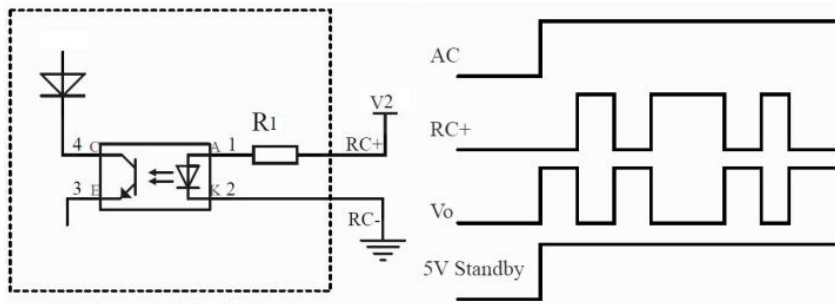 V2
R1
RC+
4 C
A 1
3 E
K 2
RC-
AC
RC+
Vo
5V Standby